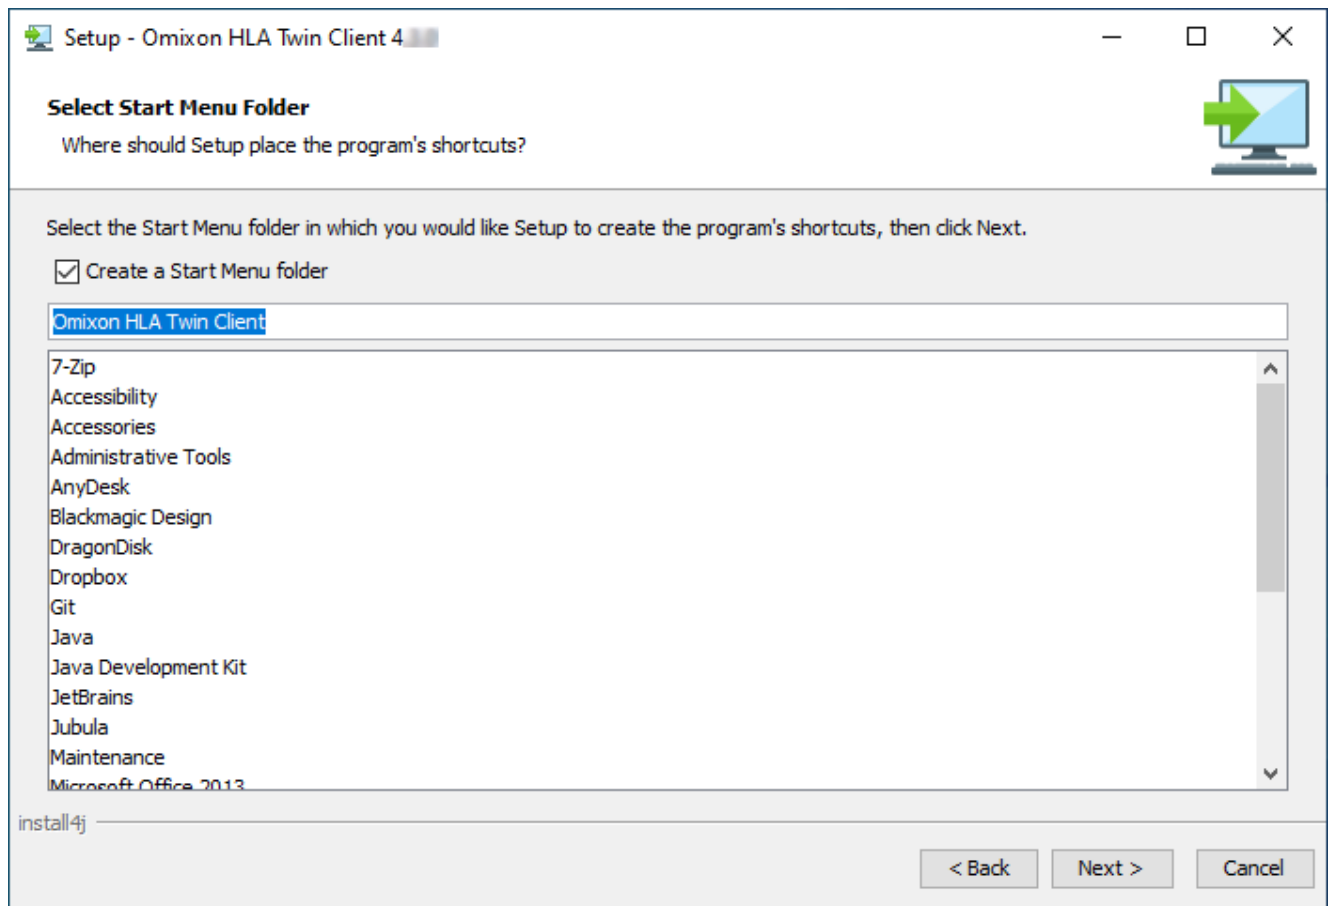 Setup - Omixon HLA Twin Client 4
Select Start Menu Folder
Where should Setup place the program's shortcuts?
Select the Start Menu folder in which you would like Setup to create the program's shortcuts, then click Next.
Create a Start Menu folder
Omixon HLA Twin Client
7-Zip
Accessibility
Accessories
Administrative Tools
AnyDesk
Blackmagic Design
DragonDisk
Dropbox
Git
Java
Java Development Kit
JetBrains
Jubula
Maintenance
Microsoft Office 2013
install4j
< Back
Next >
Cancel